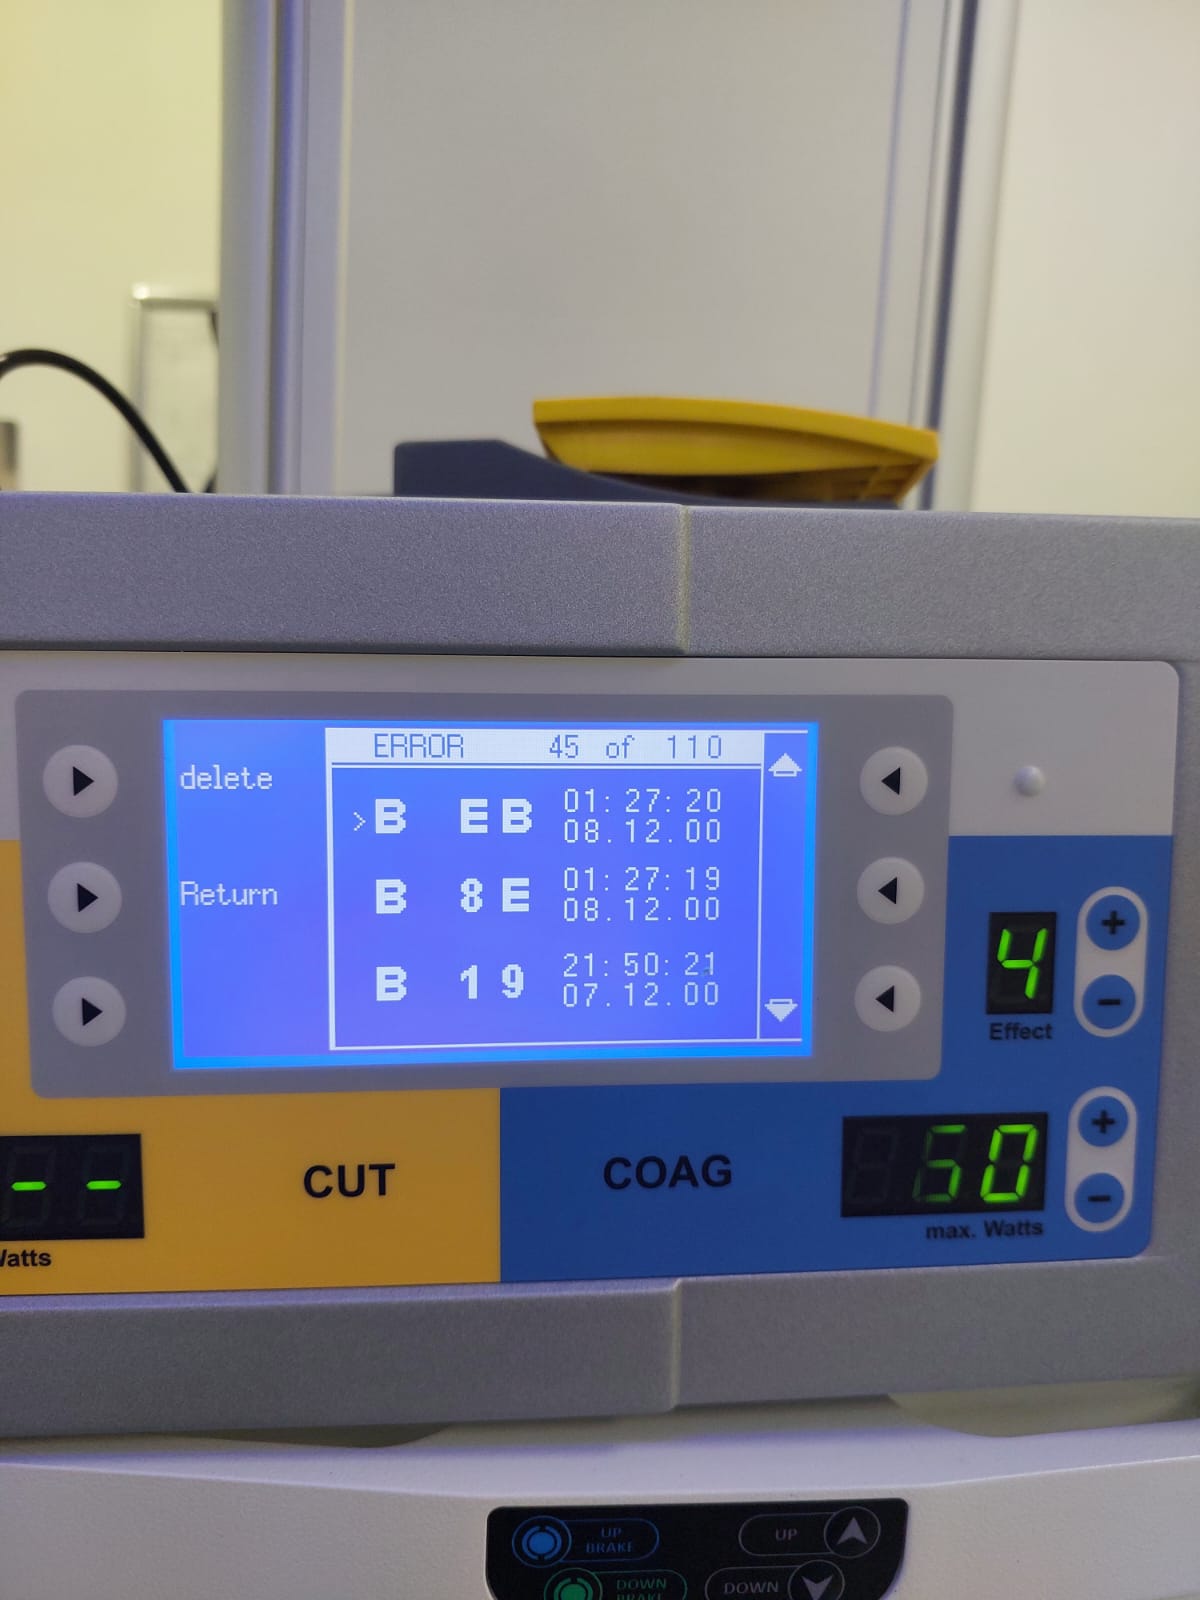 ERROR 45 of 110
delete
>B EB 01:27:20
08.12.00
Return
B 8E 01:27:19
08.12.00
B 19 21:50:21
07.12.00
4
Effect
+
-
- -
CUT
COAG
50
max. Watts
+
-
UP BRAKE
UP
DOWN BRAKE
DOWN